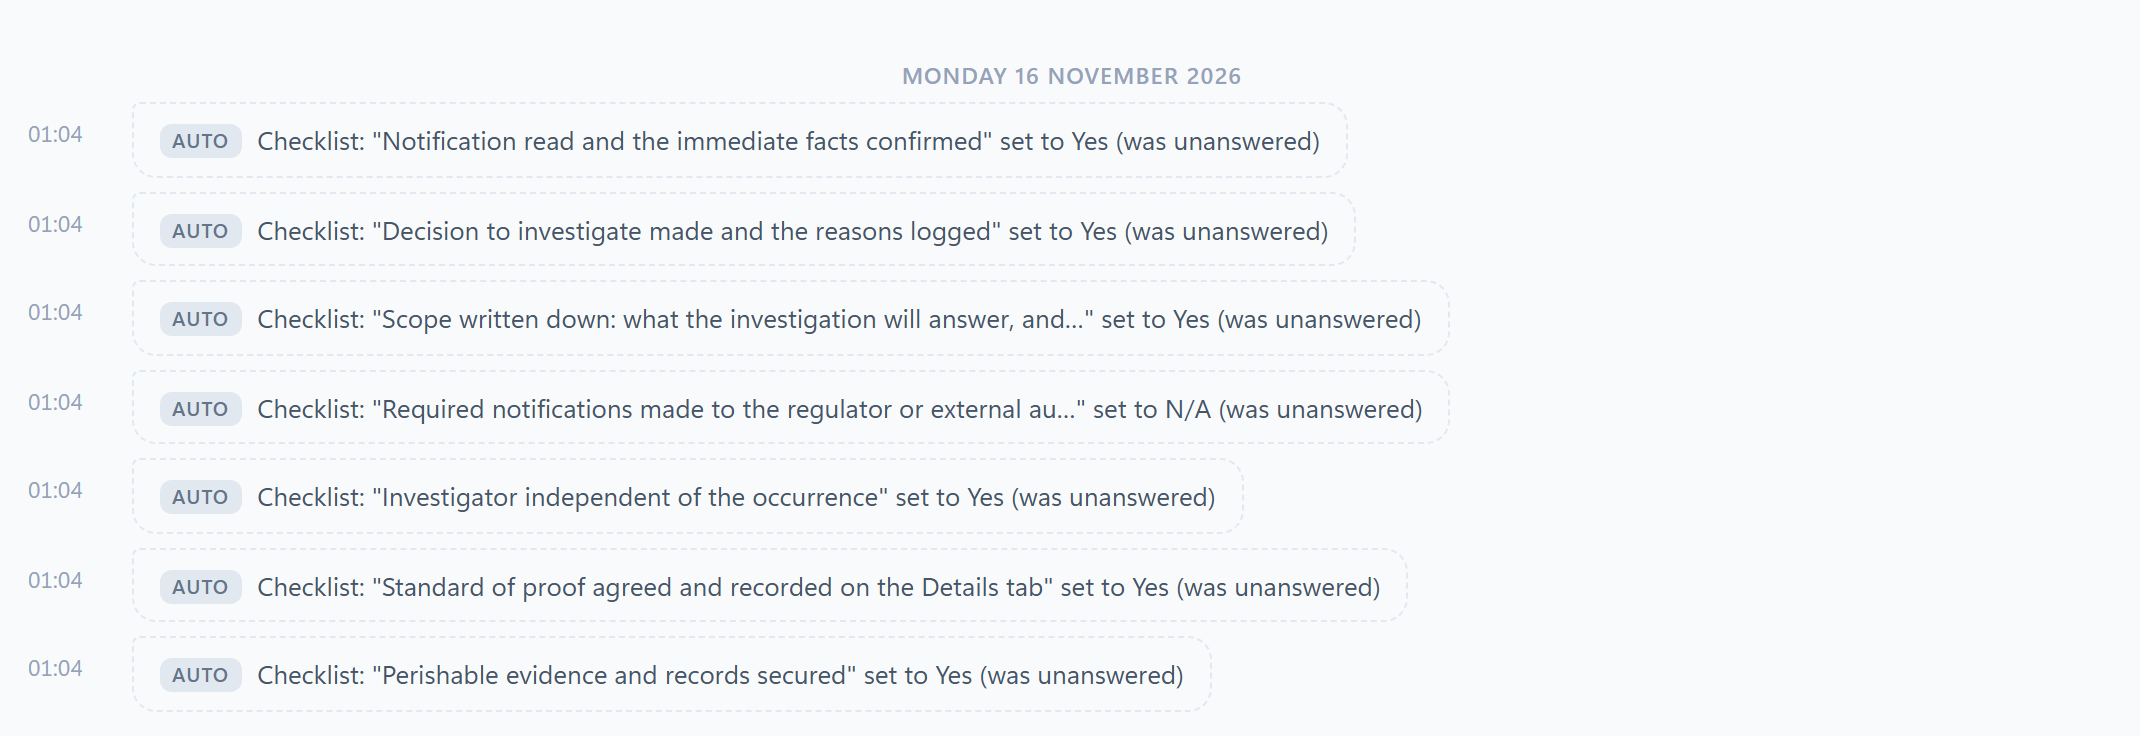 MONDAY 16 NOVEMBER 2026
01:04 AUTO Checklist: "Notification read and the immediate facts confirmed" set to Yes (was unanswered)
01:04 AUTO Checklist: "Decision to investigate made and the reasons logged" set to Yes (was unanswered)
01:04 AUTO Checklist: "Scope written down: what the investigation will answer, and..." set to Yes (was unanswered)
01:04 AUTO Checklist: "Required notifications made to the regulator or external au..." set to N/A (was unanswered)
01:04 AUTO Checklist: "Investigator independent of the occurrence" set to Yes (was unanswered)
01:04 AUTO Checklist: "Standard of proof agreed and recorded on the Details tab" set to Yes (was unanswered)
01:04 AUTO Checklist: "Perishable evidence and records secured" set to Yes (was unanswered)